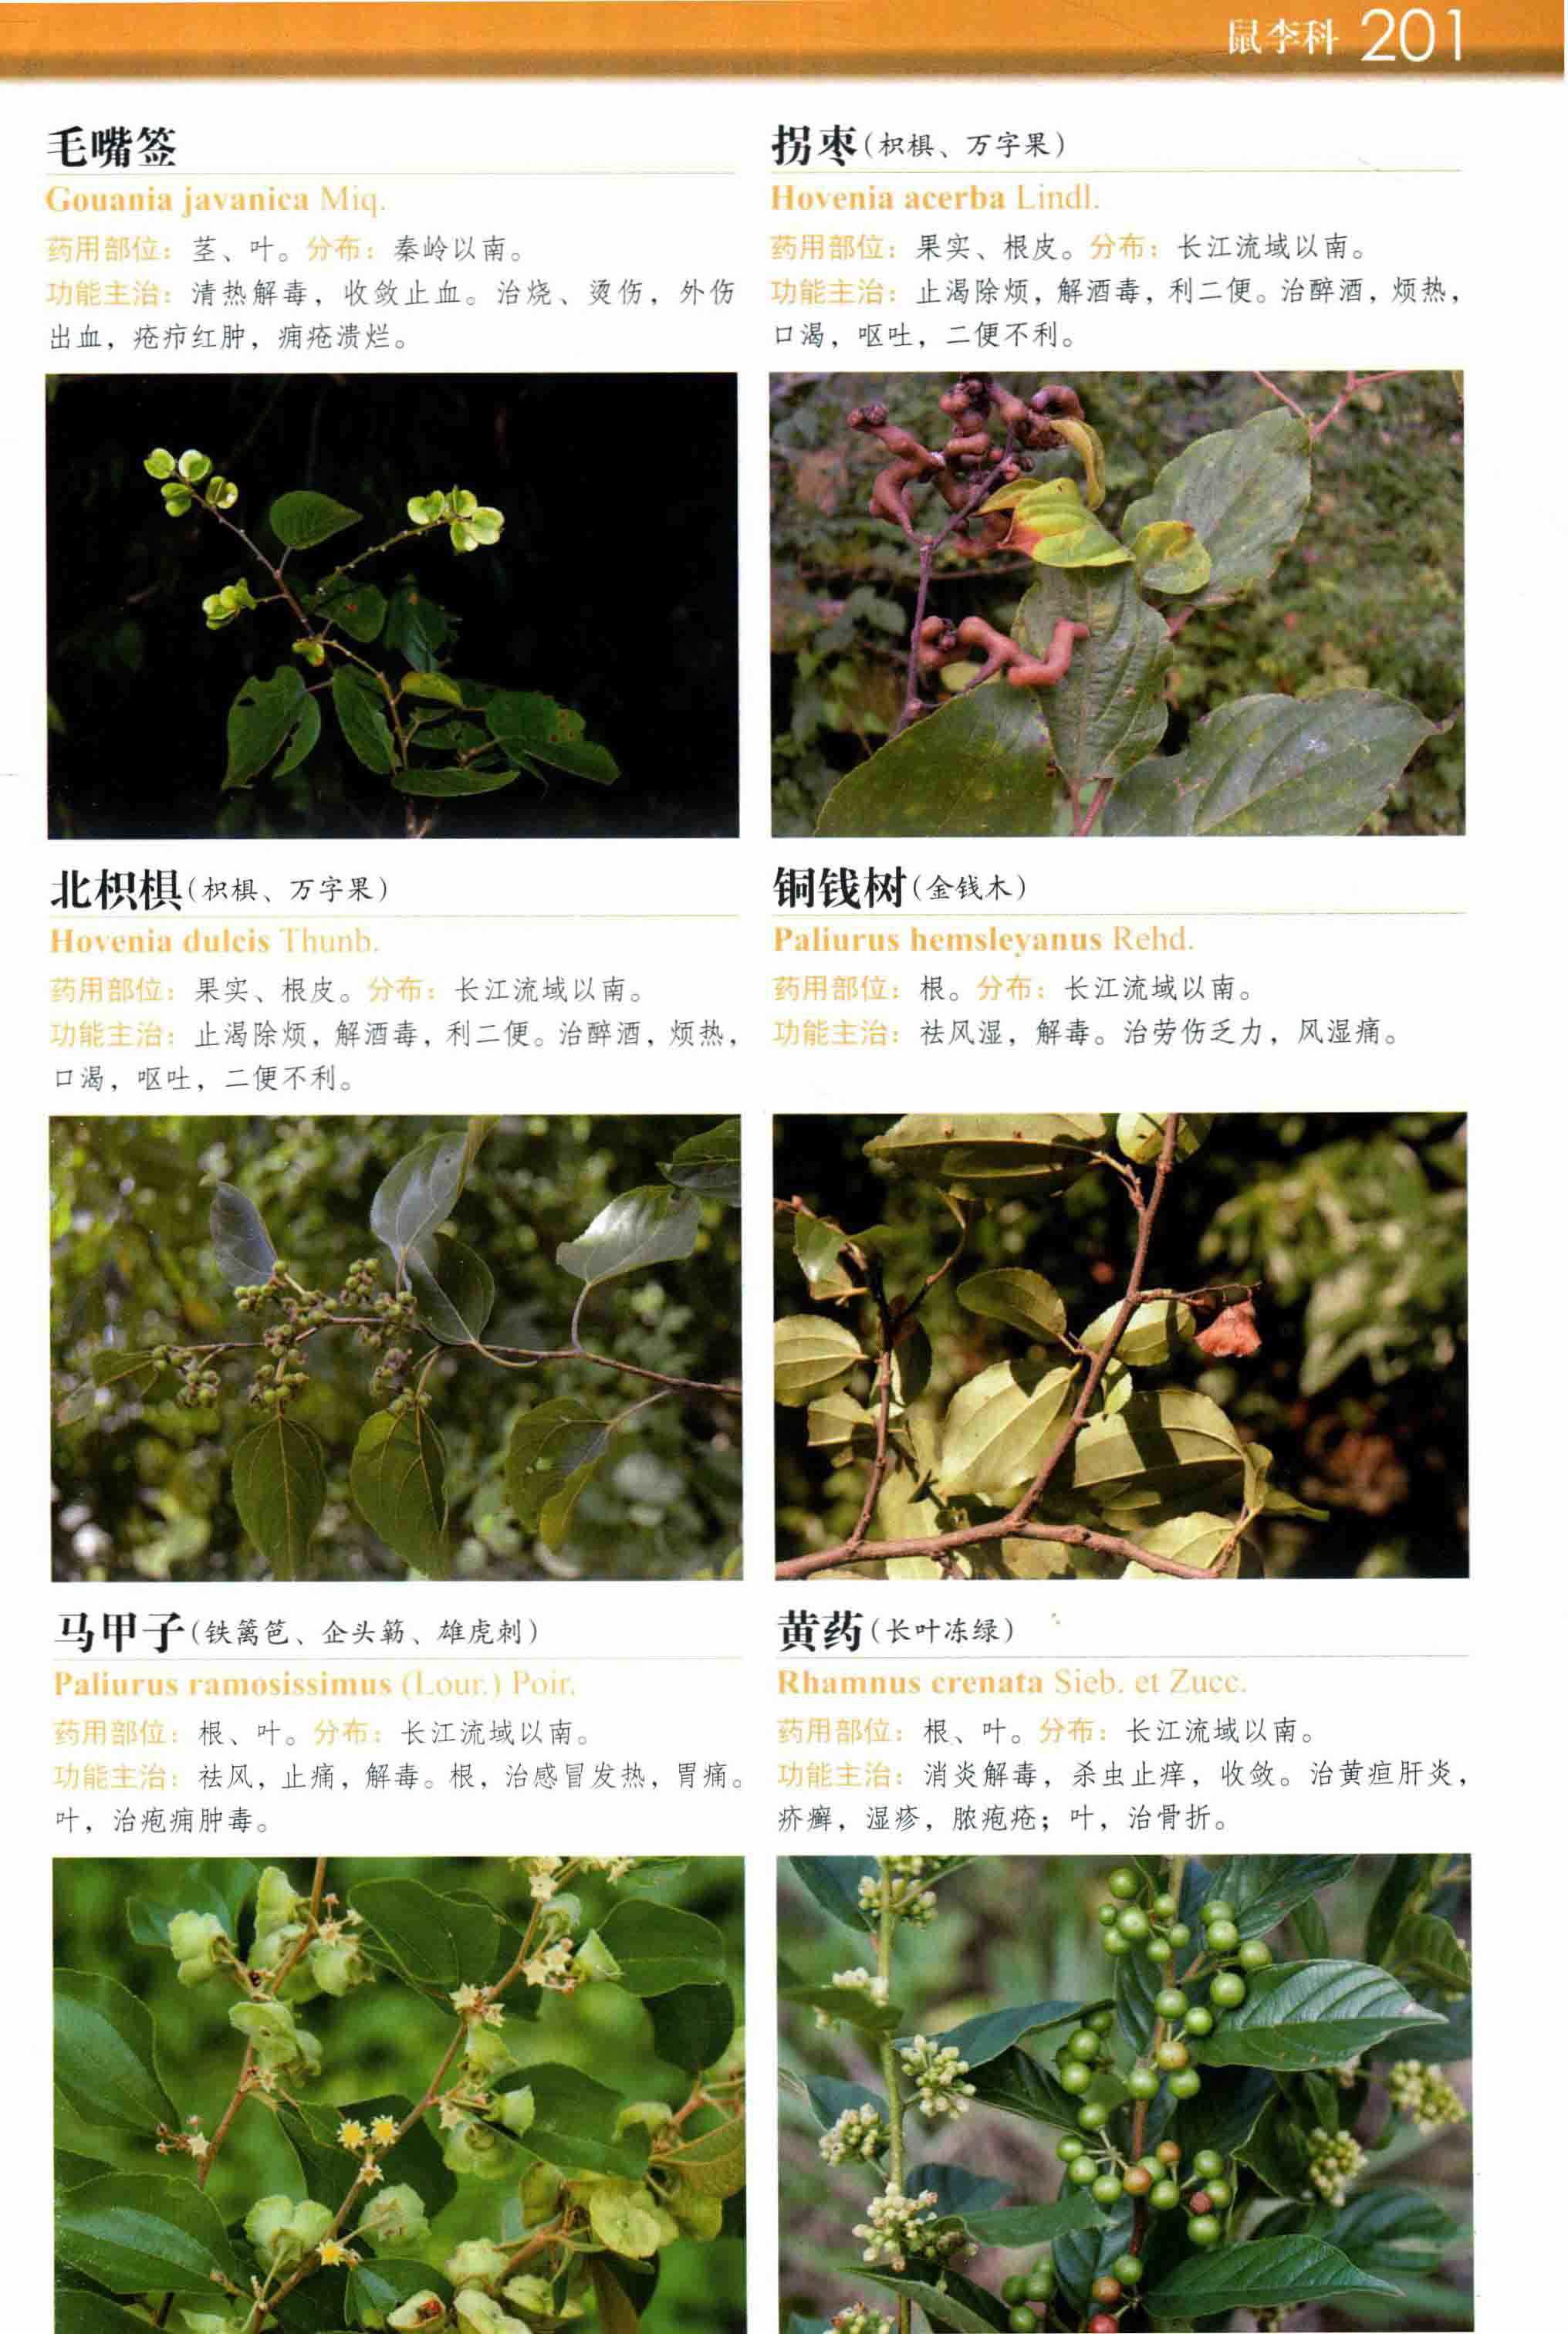 鼠李科 201
毛嘴签
Gouania javanica Miq.
药用部位：茎、叶。分布：秦岭以南。
功能主治：清热解毒，收敛止血。治烧、烫伤，外伤
出血，疮疖红肿，痈疮溃烂。
拐枣（枳椇、万字果）
Hovenia acerba Lindl.
药用部位：果实、根皮。分布：长江流域以南。
功能主治：止渴除烦，解酒毒，利二便。治醉酒，烦热，
口渴，呕吐，二便不利。
北枳椇（枳椇、万字果）
Hovenia dulcis Thunb.
药用部位：果实、根皮。分布：长江流域以南。
功能主治：止渴除烦，解酒毒，利二便。治醉酒，烦热，
口渴，呕吐，二便不利。
铜钱树（金钱木）
Paliurus hemsleyanus Rehd.
药用部位：根。分布：长江流域以南。
功能主治：祛风湿，解毒。治劳伤乏力，风湿痛。
马甲子（铁篱笆、企头簕、雄虎刺）
Paliurus ramosissimus (Lour.) Poir.
药用部位：根、叶。分布：长江流域以南。
功能主治：祛风，止痛，解毒。根，治感冒发热，胃痛。
叶，治疱痈肿毒。
黄药（长叶冻绿）
Rhamnus crenata Sieb. et Zucc.
药用部位：根、叶。分布：长江流域以南。
功能主治：消炎解毒，杀虫止痒，收敛。治黄疸肝炎，
疥癣，湿疹，脓疱疮；叶，治骨折。